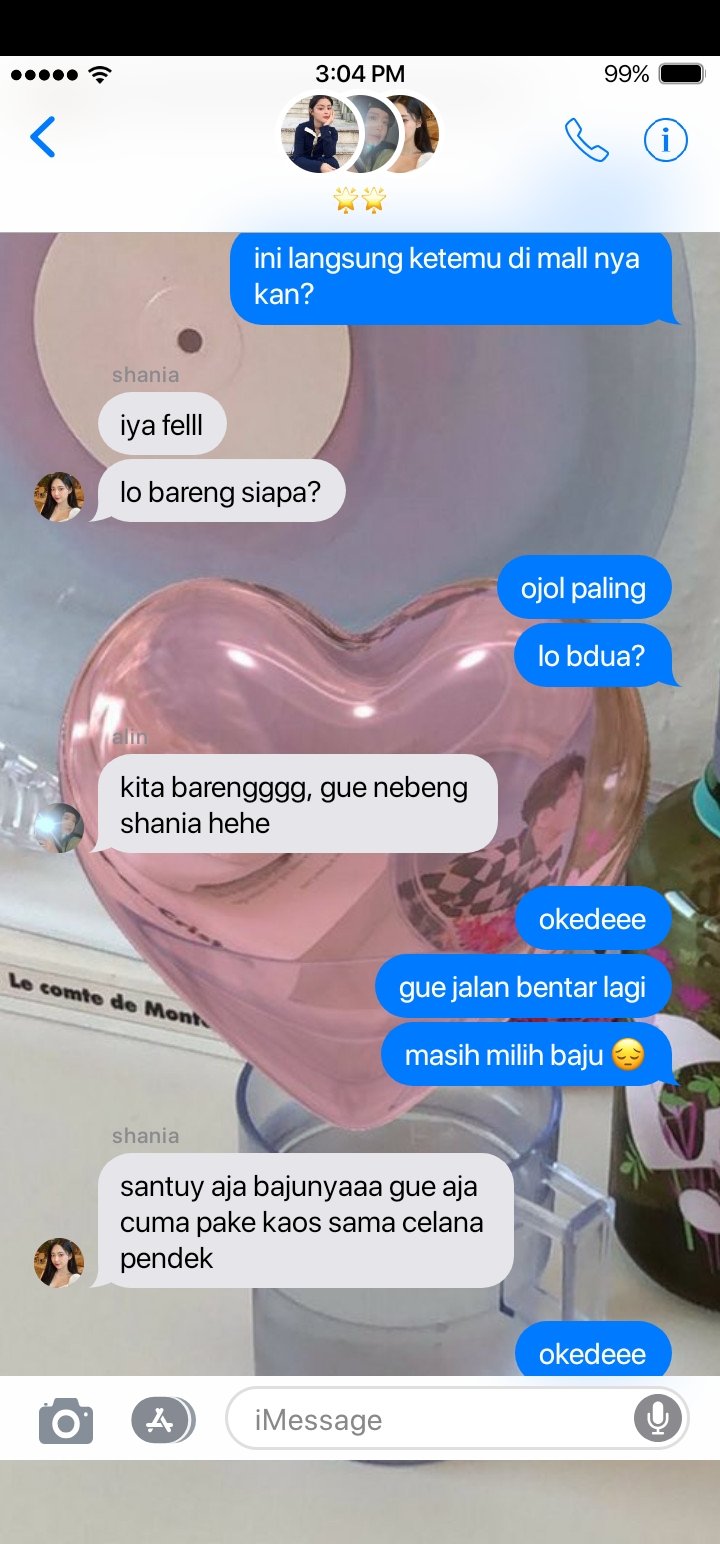 3:04 PM
99%
🌟🌟
ini langsung ketemu di mall nya
kan?
shania
iya felll
lo bareng siapa?
ojol paling
lo bdua?
alin
kita barengggg, gue nebeng
shania hehe
okedeee
gue jalan bentar lagi
Le comte de Monte
masih milih baju 😔
shania
santuy aja bajunyaaa gue aja
cuma pake kaos sama celana
pendek
okedeee
iMessage